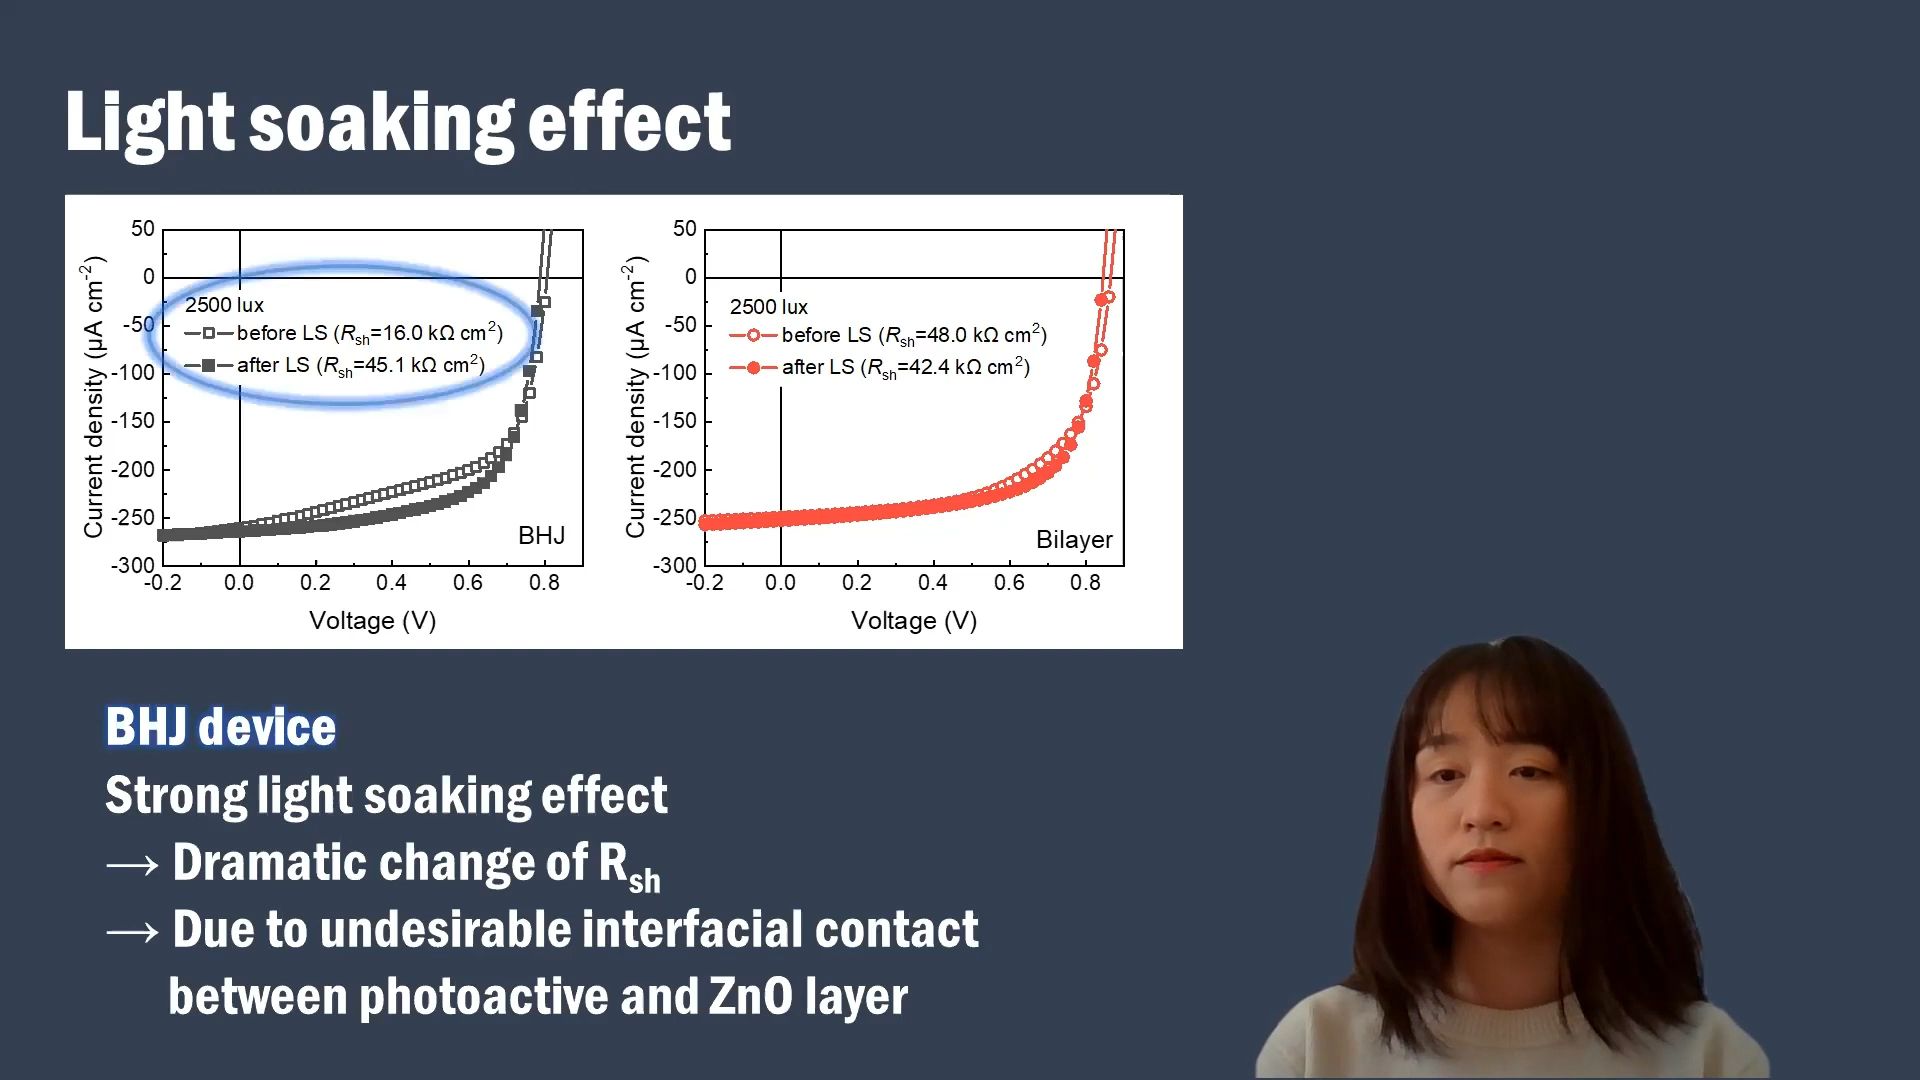 Light soaking effect
50
0
-50
-100
-150
-200
-250
-300
-0.2 0.0 0.2 0.4 0.6 0.8
Current density (µA cm⁻²)
Voltage (V)
2500 lux
before LS (Rsh=16.0 kΩ cm²)
after LS (Rsh=45.1 kΩ cm²)
BHJ
50
0
-50
-100
-150
-200
-250
-300
-0.2 0.0 0.2 0.4 0.6 0.8
Current density (µA cm⁻²)
Voltage (V)
2500 lux
before LS (Rsh=48.0 kΩ cm²)
after LS (Rsh=42.4 kΩ cm²)
Bilayer
BHJ device
Strong light soaking effect
→ Dramatic change of Rsh
→ Due to undesirable interfacial contact
between photoactive and ZnO layer